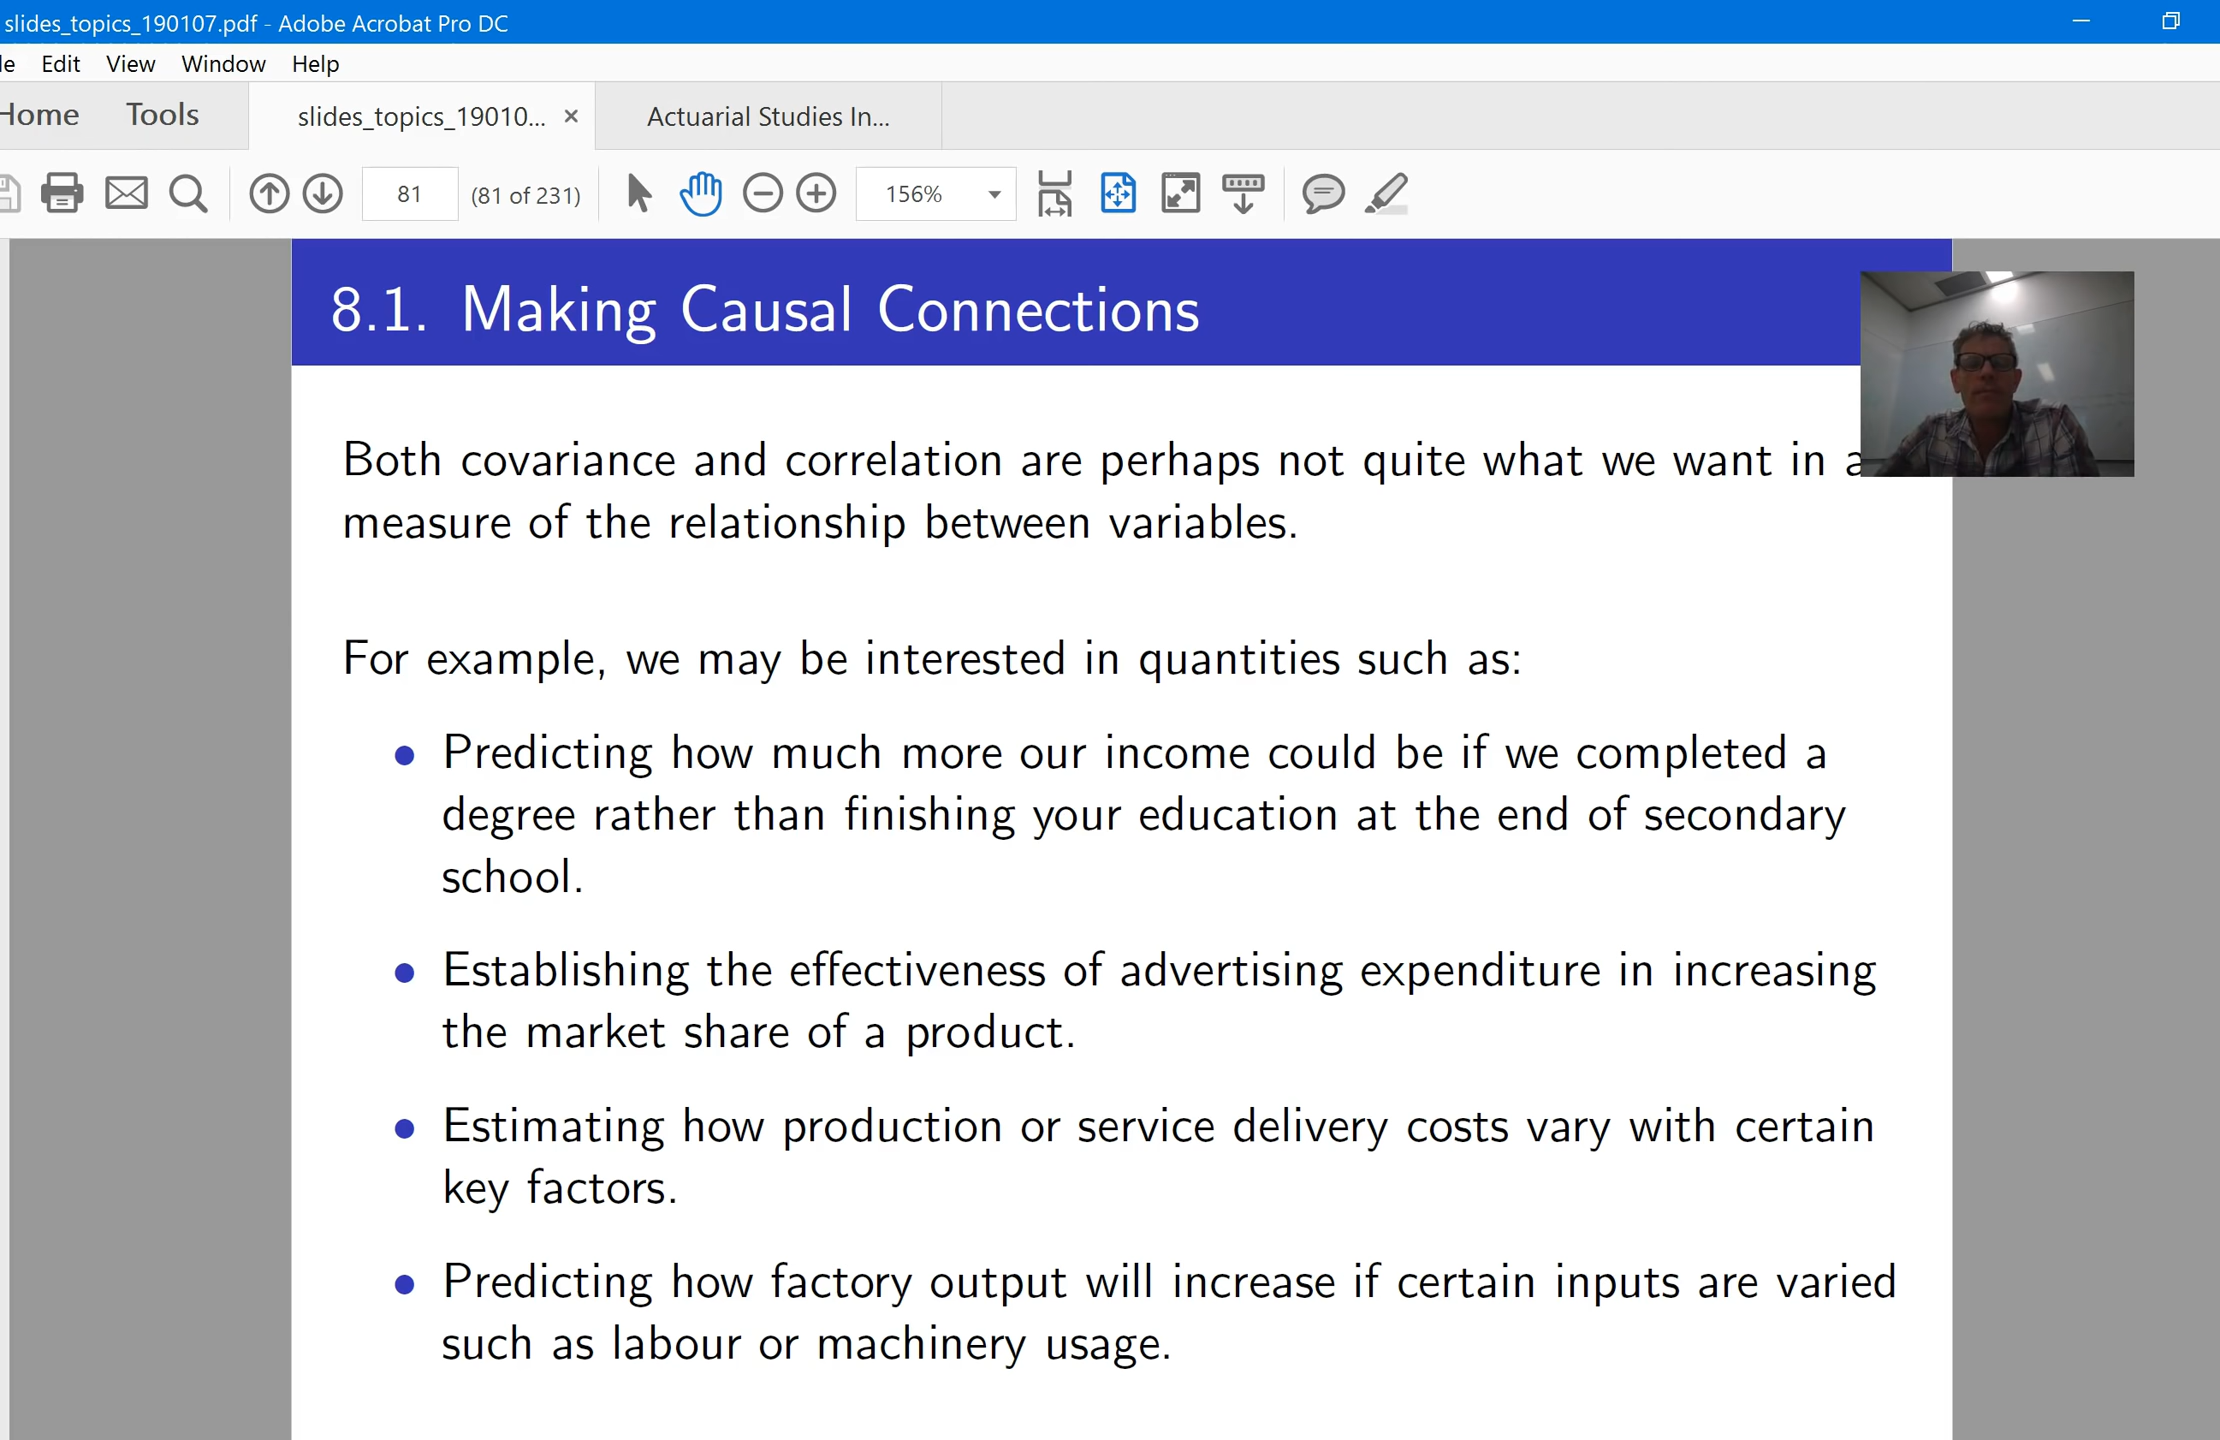 slides_topics_190107.pdf - Adobe Acrobat Pro DC
Edit View Window Help
Home Tools slides_topics_19010... × Actuarial Studies In...
81 (81 of 231) 156%
8.1. Making Causal Connections
Both covariance and correlation are perhaps not quite what we want in a
measure of the relationship between variables.
For example, we may be interested in quantities such as:
• Predicting how much more our income could be if we completed a
degree rather than finishing your education at the end of secondary
school.
• Establishing the effectiveness of advertising expenditure in increasing
the market share of a product.
• Estimating how production or service delivery costs vary with certain
key factors.
• Predicting how factory output will increase if certain inputs are varied
such as labour or machinery usage.